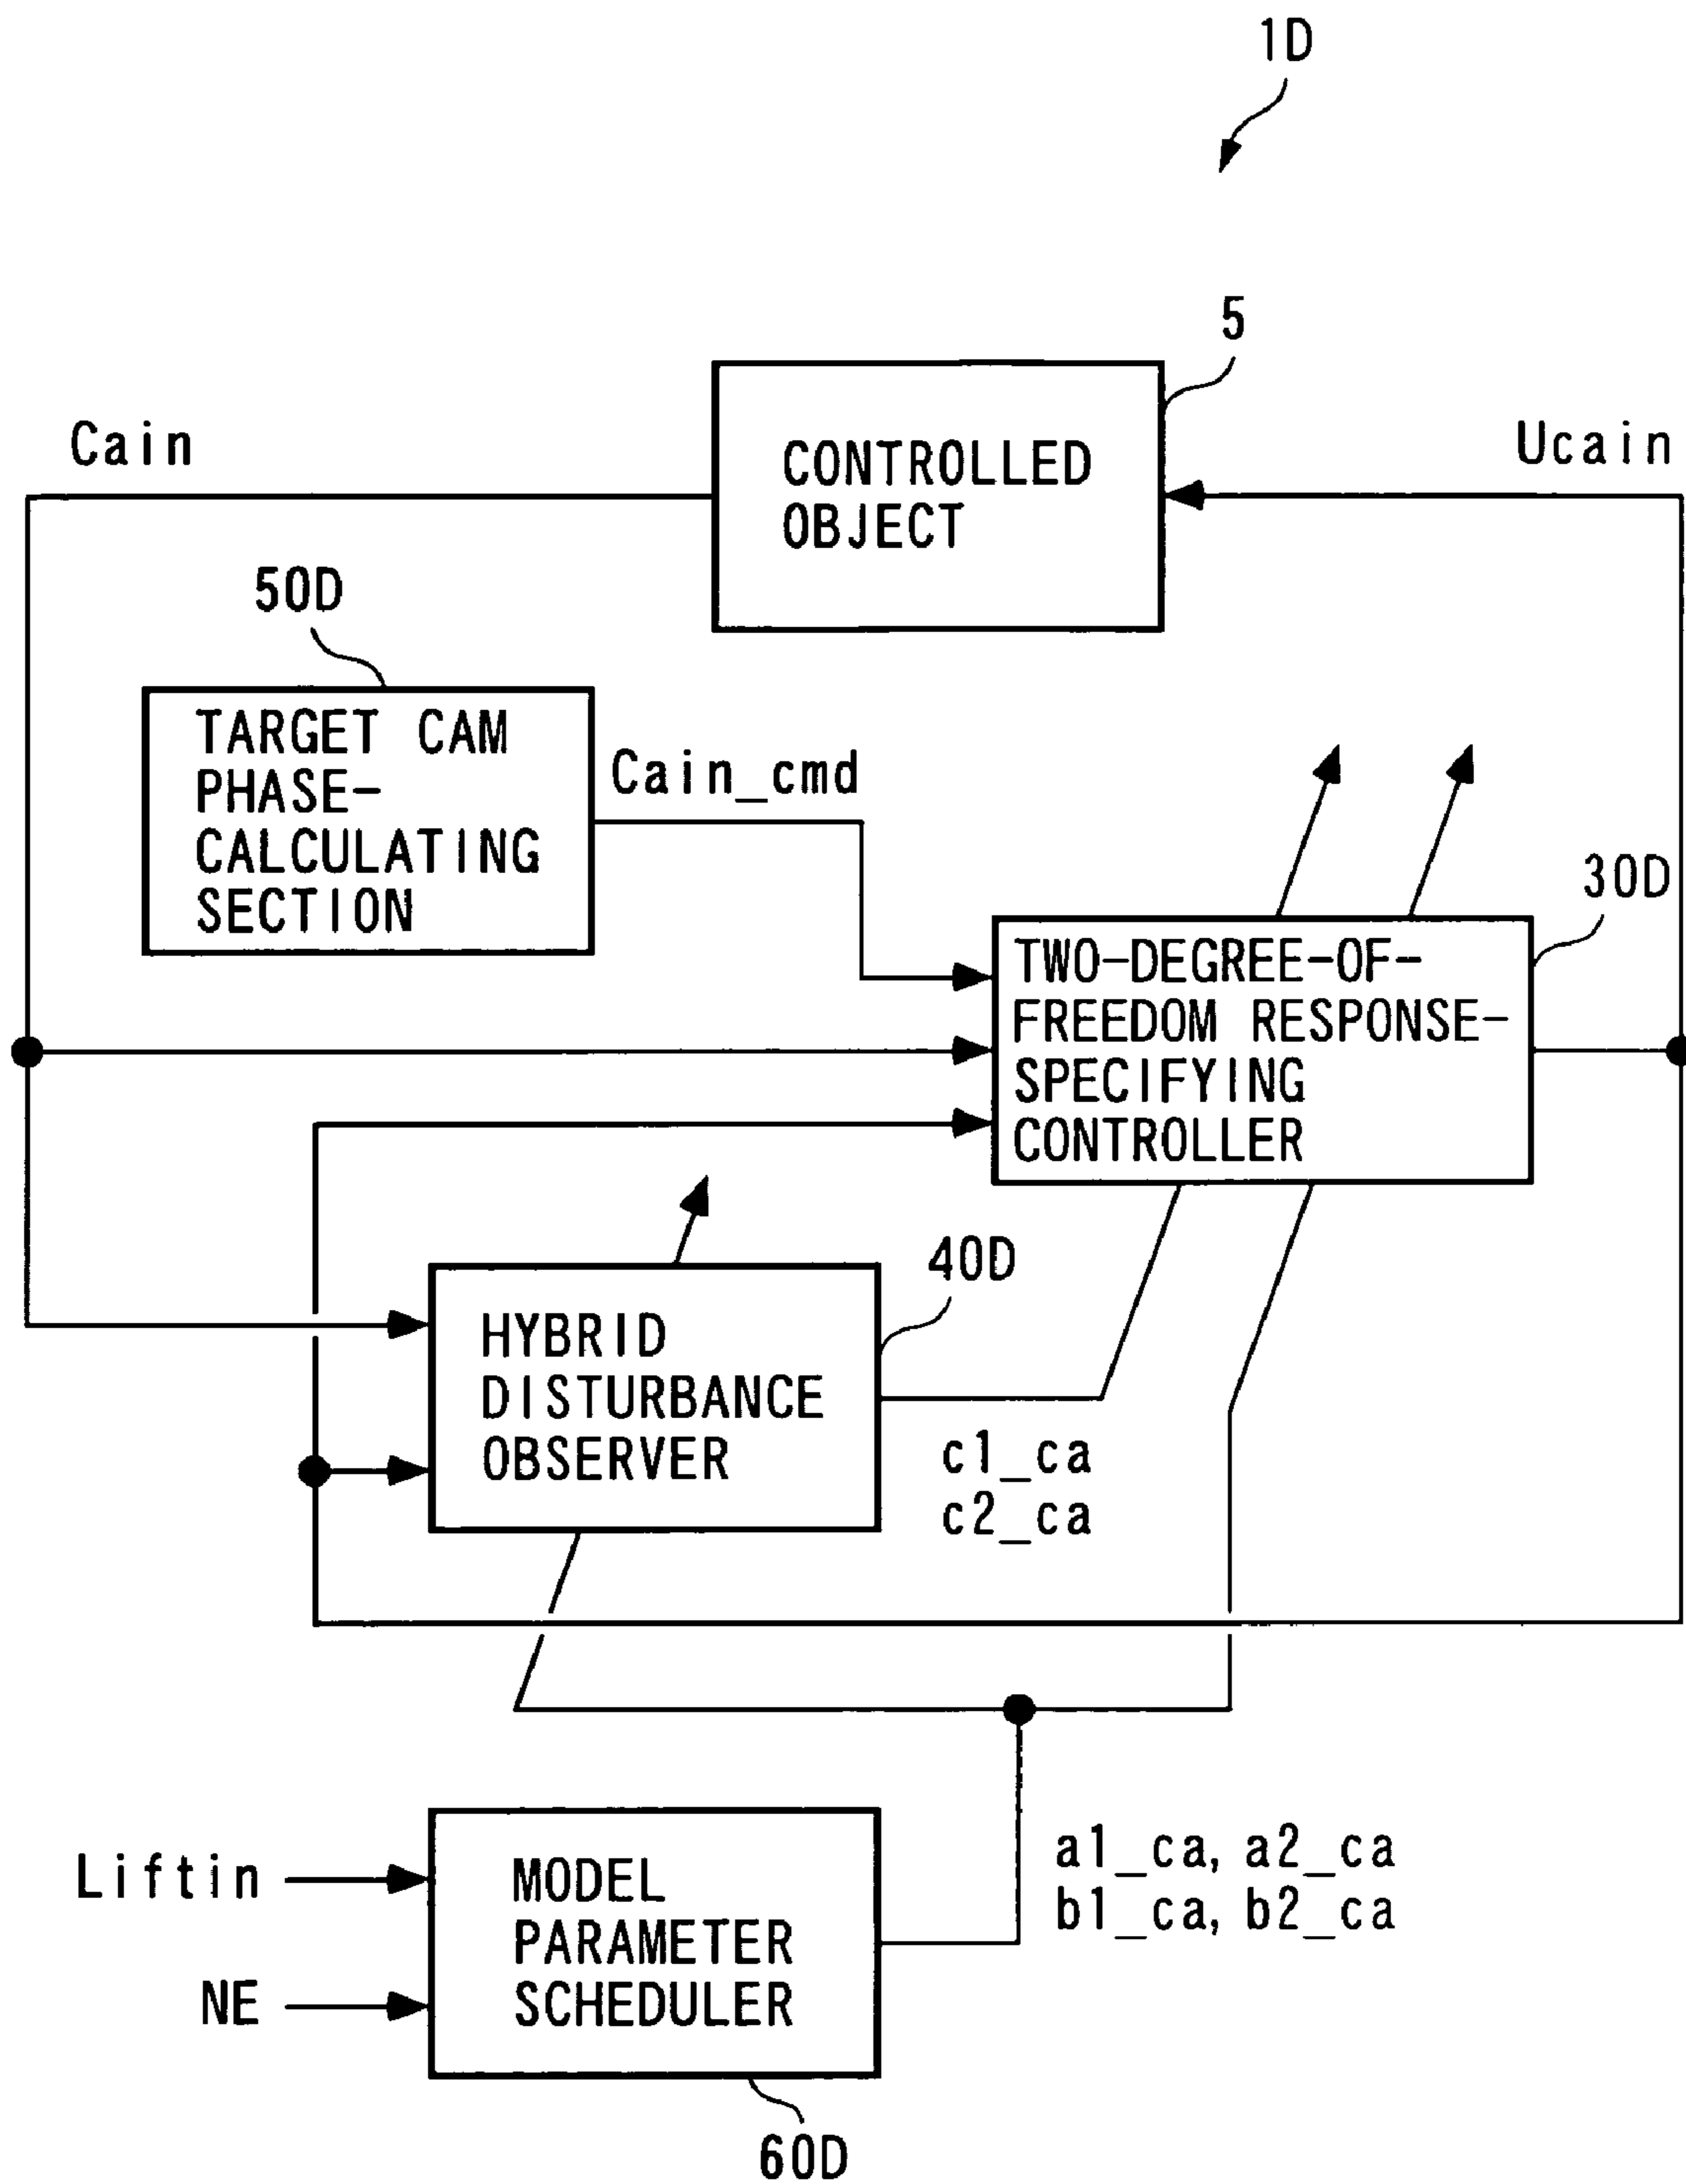 1D
5
Cain
CONTROLLED
OBJECT
Ucain
50D
TARGET CAM
PHASE-
CALCULATING
SECTION
Cain_cmd
30D
TWO-DEGREE-OF-
FREEDOM RESPONSE-
SPECIFYING
CONTROLLER
40D
HYBRID
DISTURBANCE
OBSERVER
c1_ca
c2_ca
Liftin
NE
MODEL
PARAMETER
SCHEDULER
a1_ca, a2_ca
b1_ca, b2_ca
60D